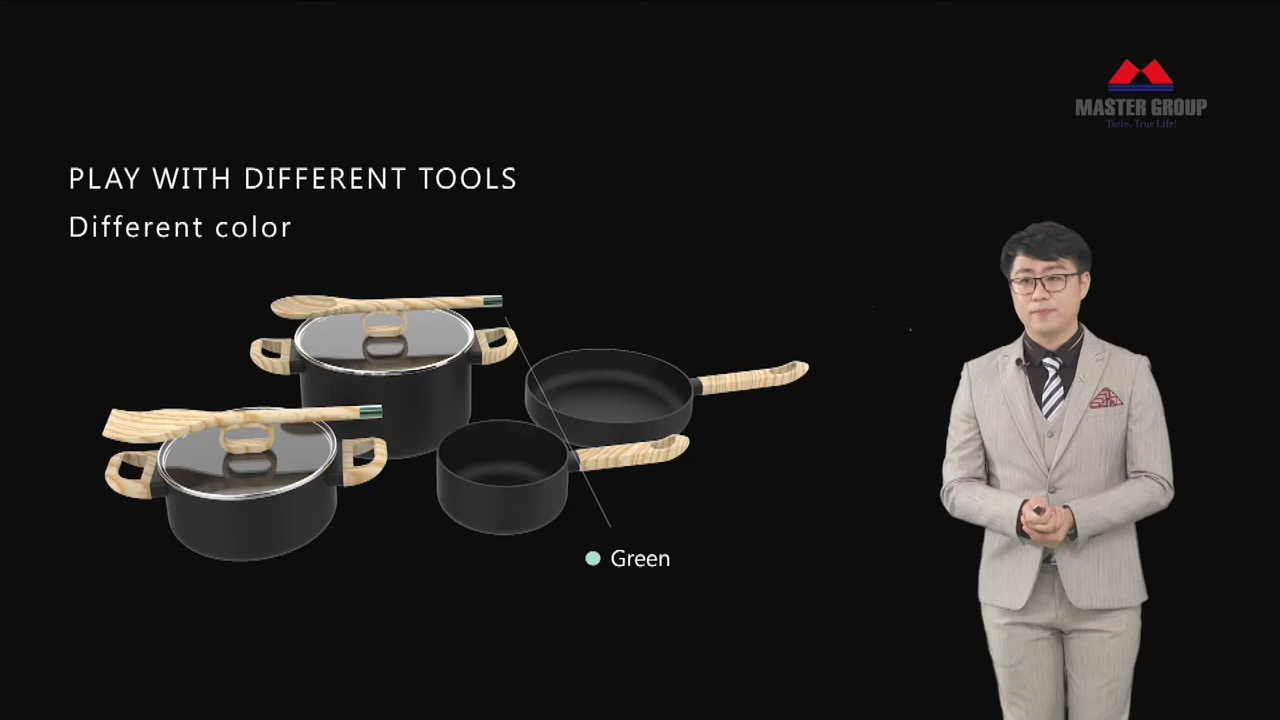 MASTER GROUP
Taste, True Life!
PLAY WITH DIFFERENT TOOLS
Different color
Green